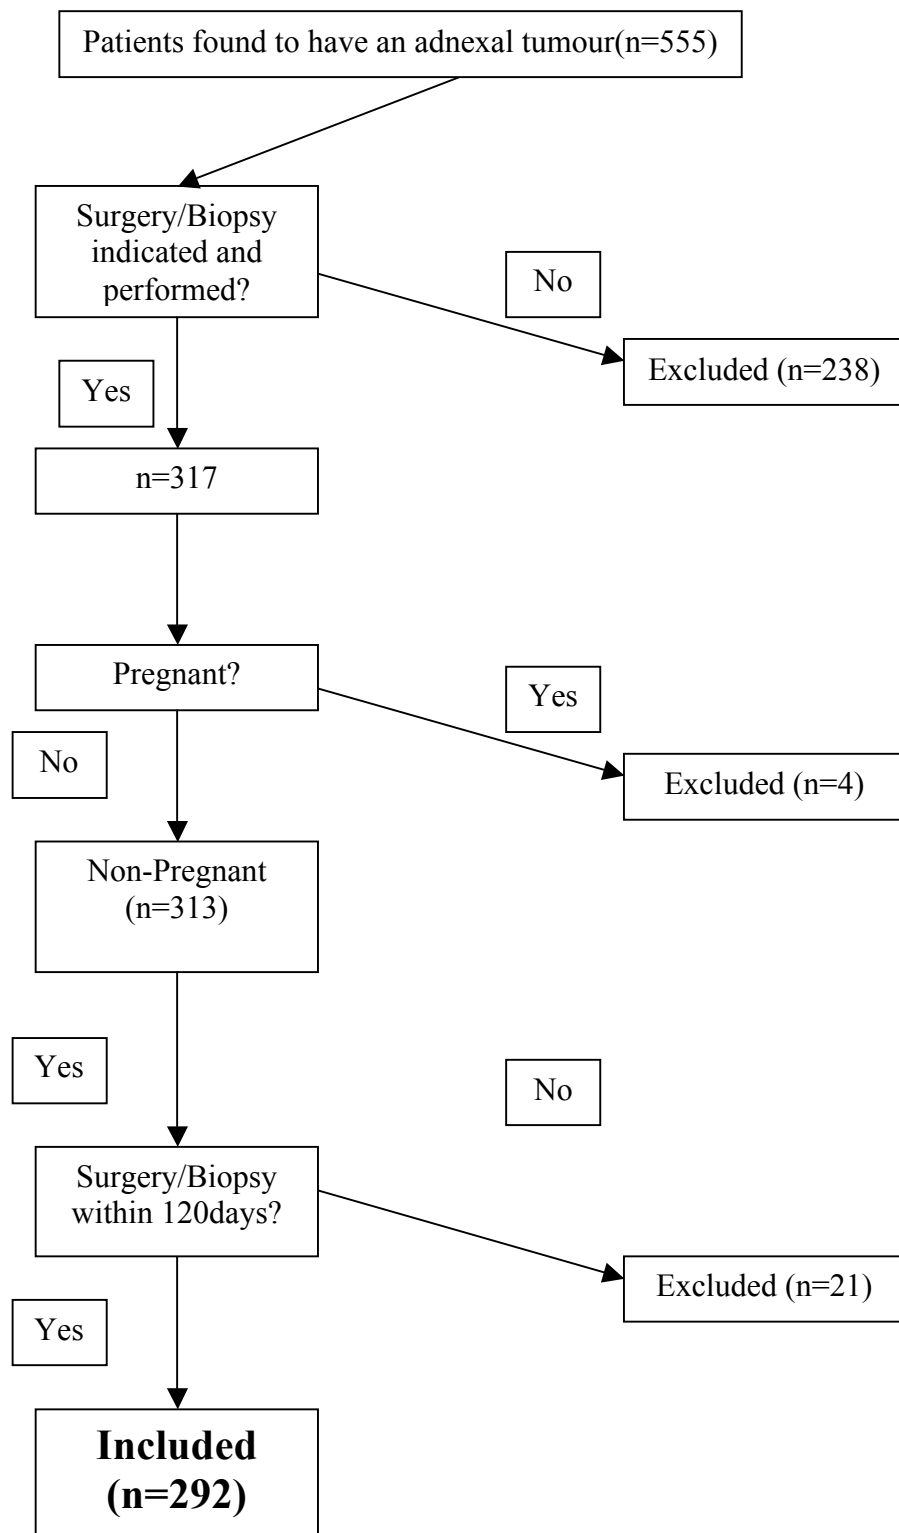 Patients found to have an adnexal tumour(n=555)
Surgery/Biopsy
indicated and
performed?
No
Excluded (n=238)
Yes
n=317
Pregnant?
Yes
No
Excluded (n=4)
Non-Pregnant
(n=313)
Yes
No
Surgery/Biopsy
within 120days?
Excluded (n=21)
Yes
Included
(n=292)